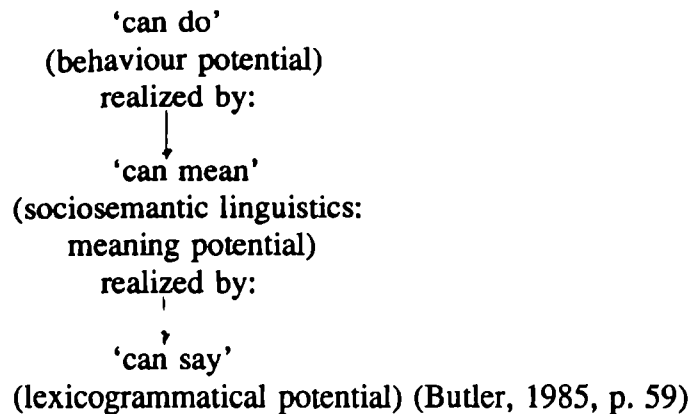 ‘can do’
(behaviour potential)
realized by:
‘can mean’
(sociosemantic linguistics:
meaning potential)
realized by:
‘can say’
(lexicogrammatical potential) (Butler, 1985, p. 59)